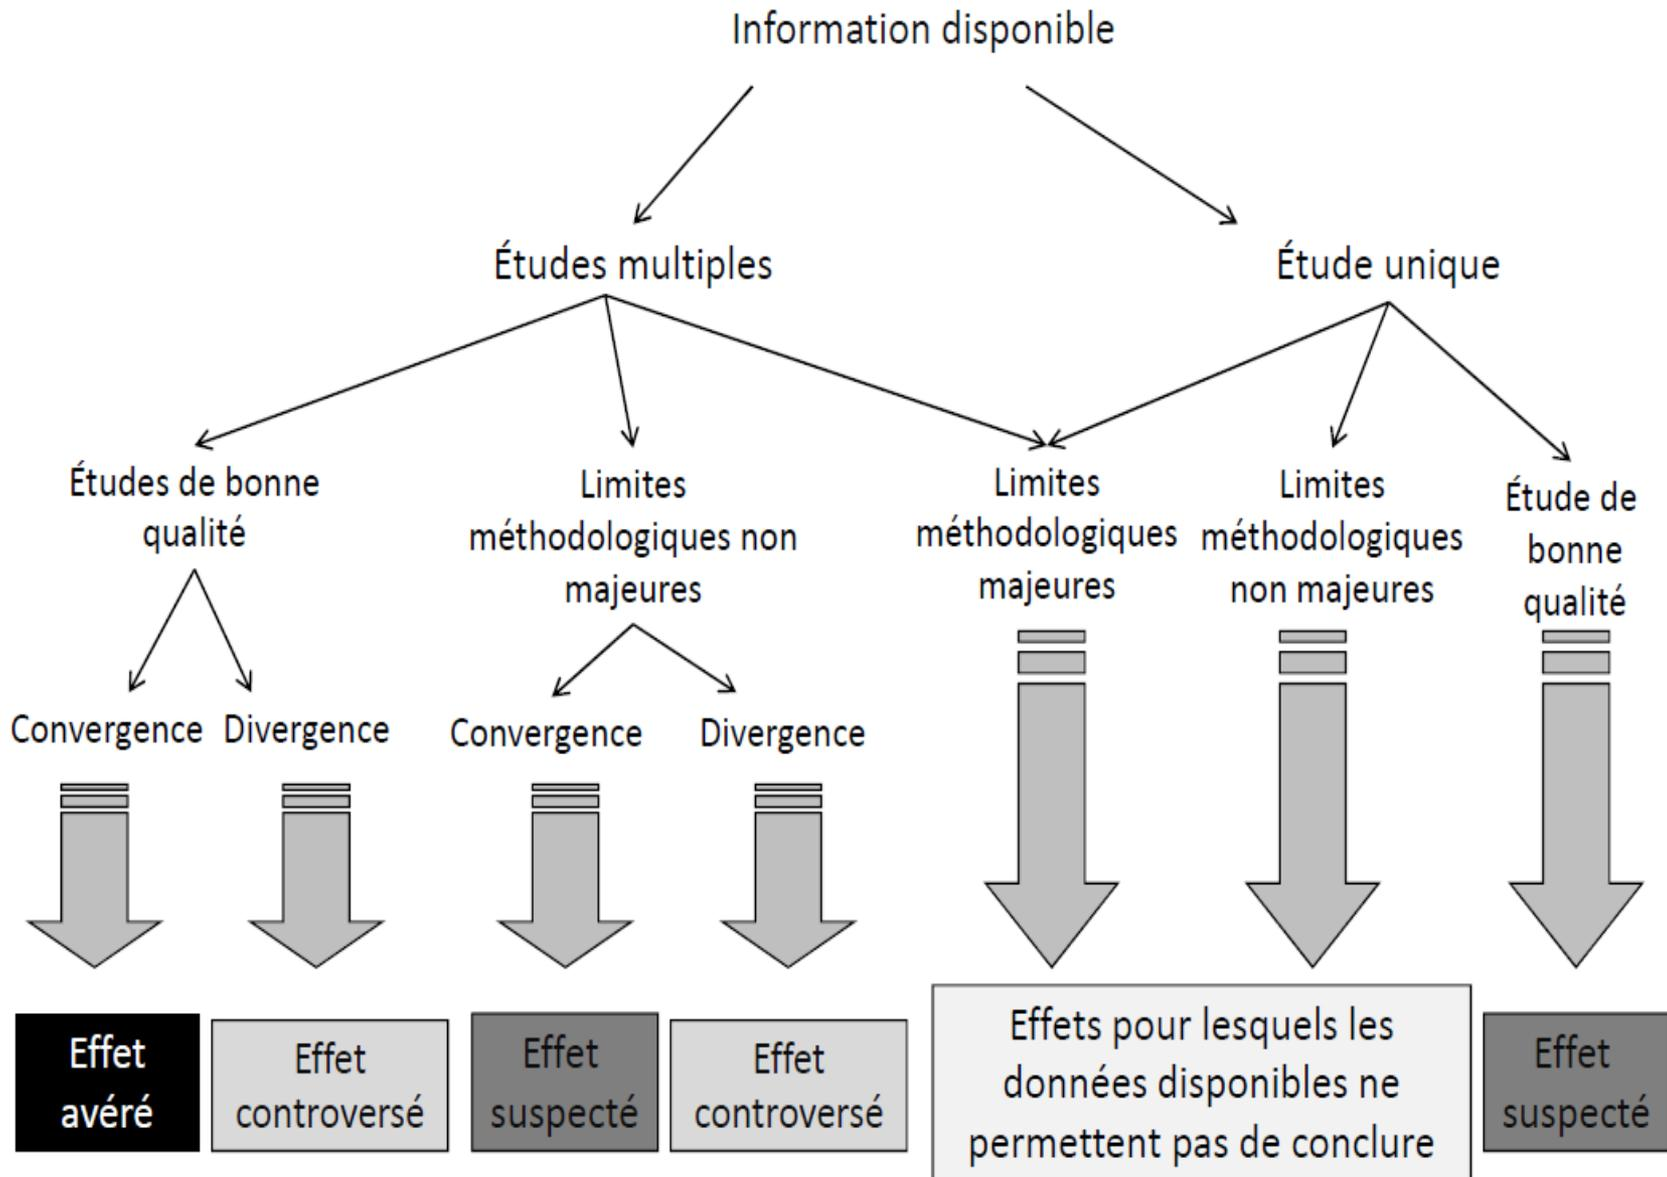 Information disponible
Études multiples
Étude unique
Études de bonne
qualité
Limites
méthodologiques non
majeures
Limites
méthodologiques
majeures
Limites
méthodologiques
non majeures
Étude de
bonne
qualité
Convergence
Divergence
Convergence
Divergence
Effet
avéré
Effet
controversé
Effet
suspecté
Effet
controversé
Effets pour lesquels les
données disponibles ne
permettent pas de conclure
Effet
suspecté